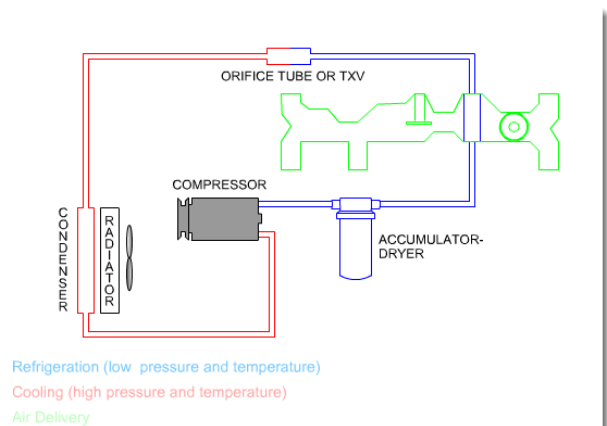 ORIFICE TUBE OR TXV
COMPRESSOR
CONDENSER
RADIATOR
ACCUMULATOR-
DRYER
Refrigeration (low pressure and temperature)
Cooling (high pressure and temperature)
Air Delivery